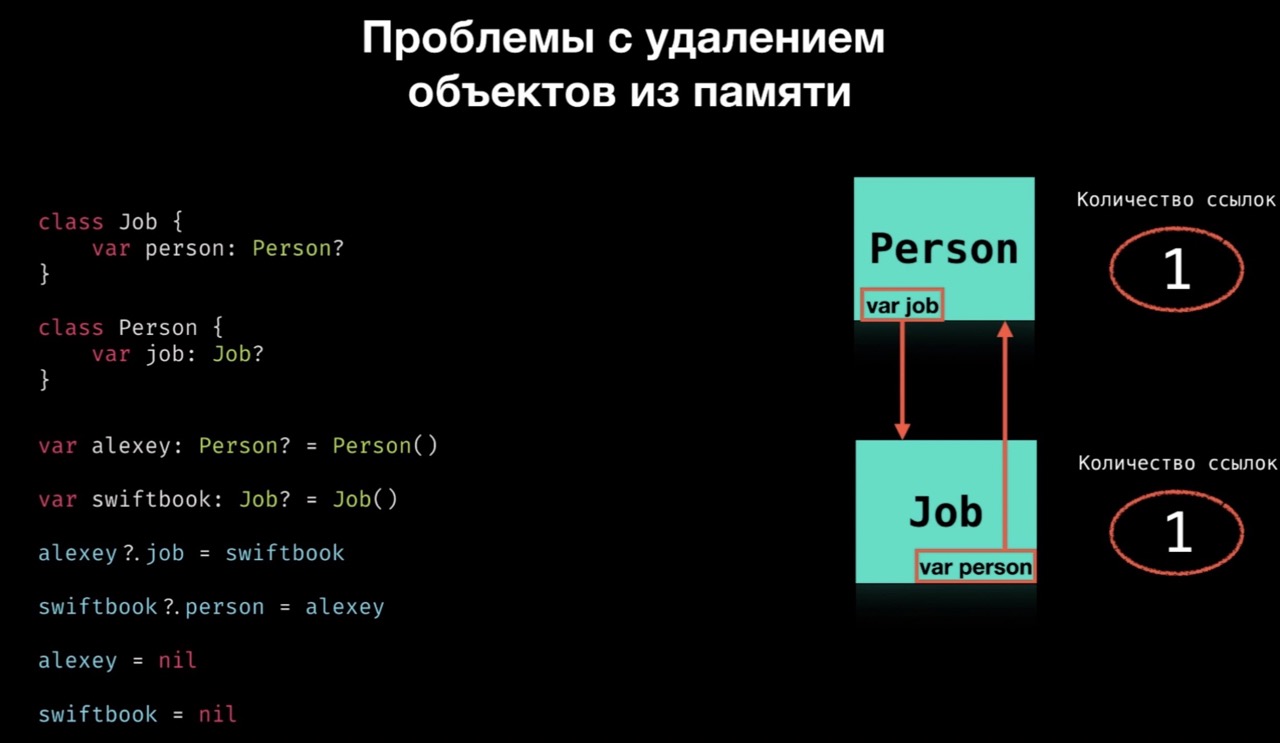 Проблемы с удалением
объектов из памяти
class Job {
    var person: Person?
}
class Person {
    var job: Job?
}
var alexey: Person? = Person()
var swiftbook: Job? = Job()
alexey?.job = swiftbook
swiftbook?.person = alexey
alexey = nil
swiftbook = nil
Person
var job
Количество ссылок
1
Job
var person
Количество ссылок
1